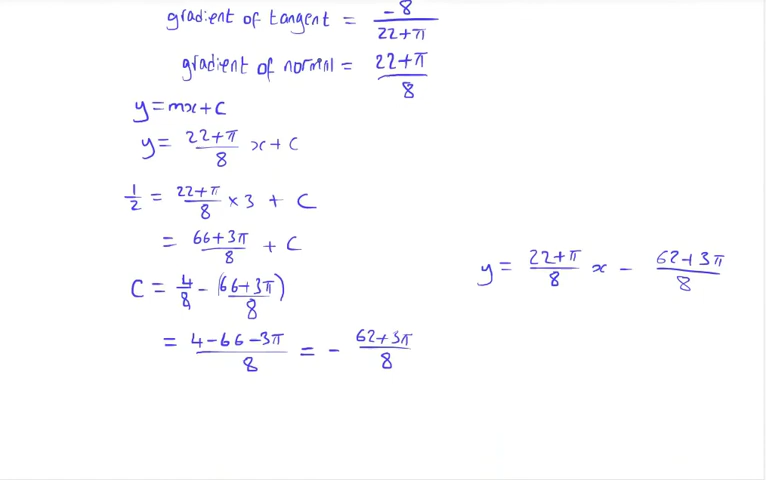 gradient of tangent = -8/(22+π)
gradient of normal = (22+π)/8
y=mx+c
y= (22+π)/8 x+c
1/2 = (22+π)/8 × 3 + C
= (66+3π)/8 + C
C = 4/8 - (66+3π)/8
= (4-66-3π)/8 = - (62+3π)/8
y = (22+π)/8 x - (62+3π)/8